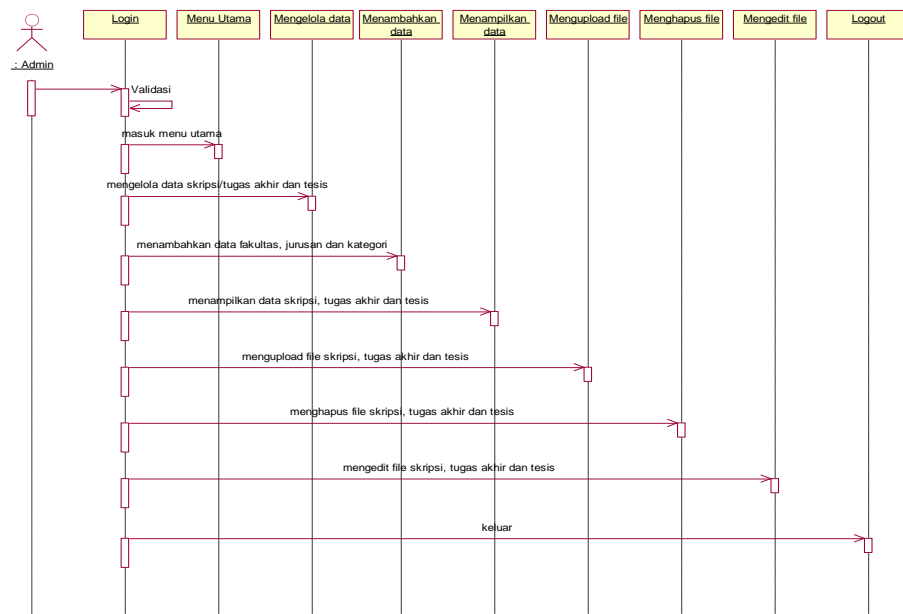 Login
Menu Utama
Mengelola data
Menambahkan
data
Menampilkan
data
Mengupload file
Menghapus file
Mengedit file
Logout
: Admin
Validasi
masuk menu utama
mengelola data skripsi/tugas akhir dan tesis
menambahkan data fakultas, jurusan dan kategori
menampilkan data skripsi, tugas akhir dan tesis
mengupload file skripsi, tugas akhir dan tesis
menghapus file skripsi, tugas akhir dan tesis
mengedit file skripsi, tugas akhir dan tesis
keluar